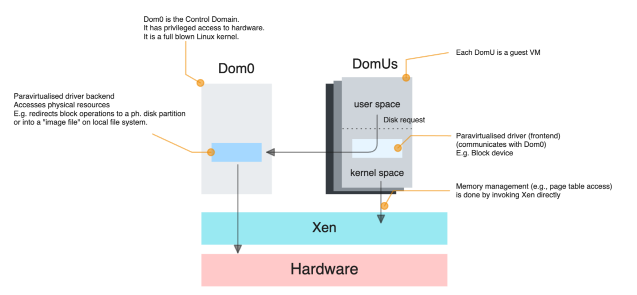 Dom0 is the Control Domain.
It has privileged access to hardware.
It is a full blown Linux kernel.
Dom0
DomUs
Each DomU is a guest VM
Paravirtualised driver backend
Accesses physical resources
E.g. redirects block operations to a ph. disk partition
or into a "image file" on local file system.
user space
Disk request
Paravirtualised driver (frontend)
(communicates with Dom0)
E.g. Block device
kernel space
Memory management (e.g., page table access)
is done by invoking Xen directly
Xen
Hardware